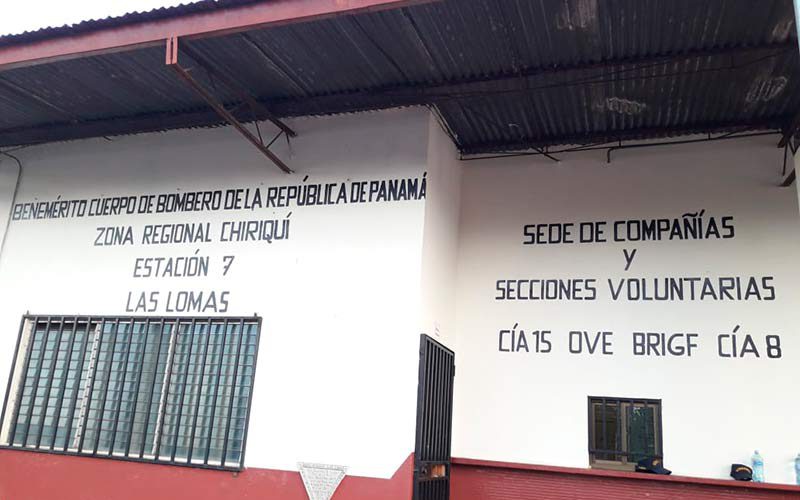 BENEMÉRITO CUERPO DE BOMBERO DE LA REPÚBLICA DE PANAMÁ
ZONA REGIONAL CHIRIQUÍ
ESTACIÓN 7
LAS LOMAS
SEDE DE COMPAÑÍAS
y
SECCIONES VOLUNTARIAS
CÍA 15 OVE BRIGF CÍA 8